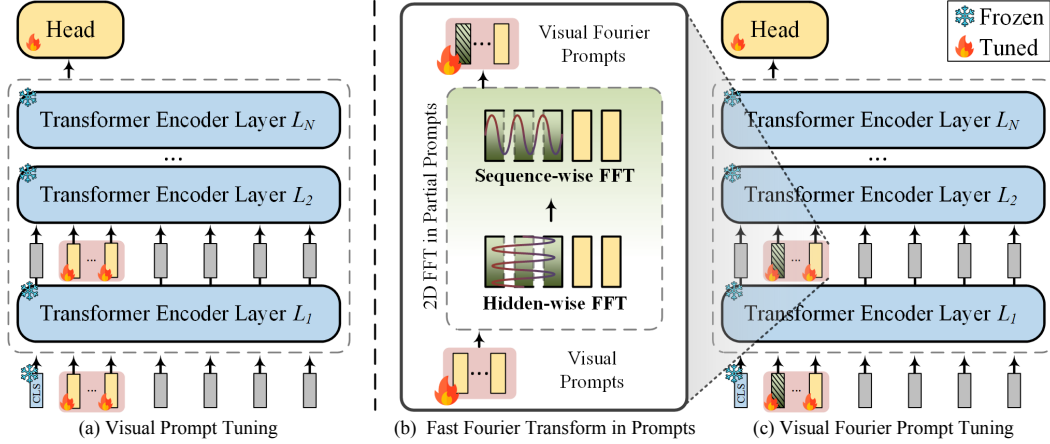 Head
Transformer Encoder Layer L_N
...
Transformer Encoder Layer L_2
...
Transformer Encoder Layer L_1
CLS
...
(a) Visual Prompt Tuning
...
Visual Fourier
Prompts
2D FFT in Partial Prompts
Sequence-wise FFT
Hidden-wise FFT
...
Visual
Prompts
(b) Fast Fourier Transform in Prompts
Head
Frozen
Tuned
Transformer Encoder Layer L_N
...
Transformer Encoder Layer L_2
...
Transformer Encoder Layer L_1
CLS
...
(c) Visual Fourier Prompt Tuning